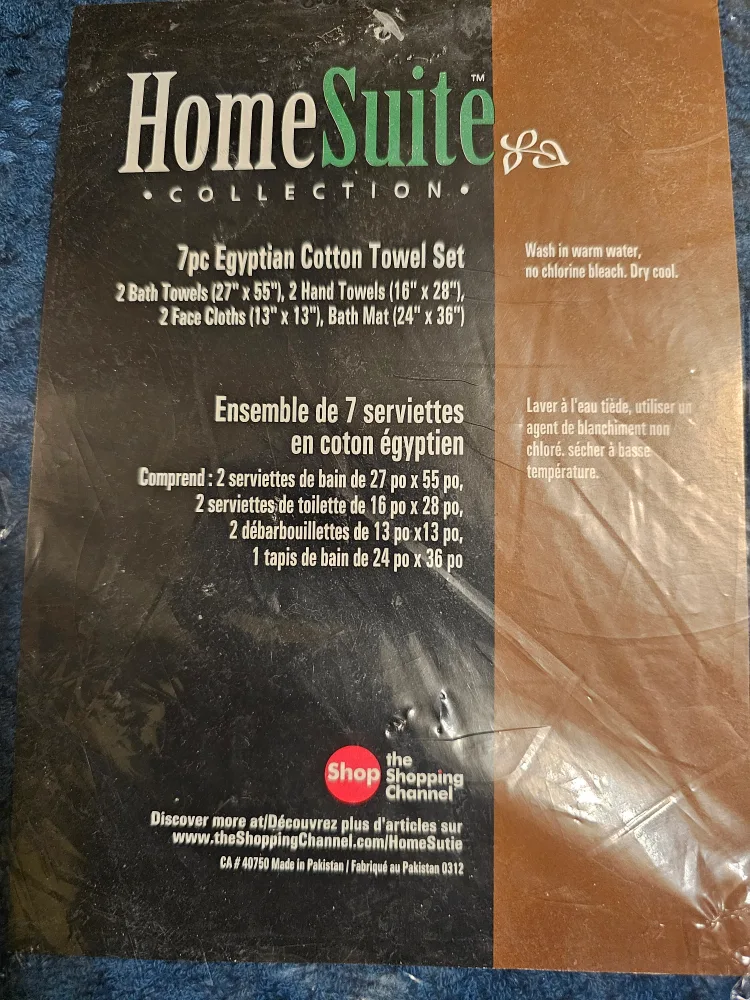 HomeSuite™
• COLLECTION •
7pc Egyptian Cotton Towel Set
2 Bath Towels (27" x 55"), 2 Hand Towels (16" x 28"),
2 Face Cloths (13" x 13"), Bath Mat (24" x 36")
Wash in warm water,
no chlorine bleach. Dry cool.
Ensemble de 7 serviettes
en coton égyptien
Comprend : 2 serviettes de bain de 27 po x 55 po,
2 serviettes de toilette de 16 po x 28 po,
2 débarbouillettes de 13 po x13 po,
1 tapis de bain de 24 po x 36 po
Laver à l'eau tiède, utiliser un
agent de blanchiment non
chloré. sécher à basse
température.
Shop
the
Shopping
Channel
Discover more at/Découvrez plus d'articles sur
www.theShoppingChannel.com/HomeSutie
CA # 40750 Made in Pakistan / Fabriqué au Pakistan 0312